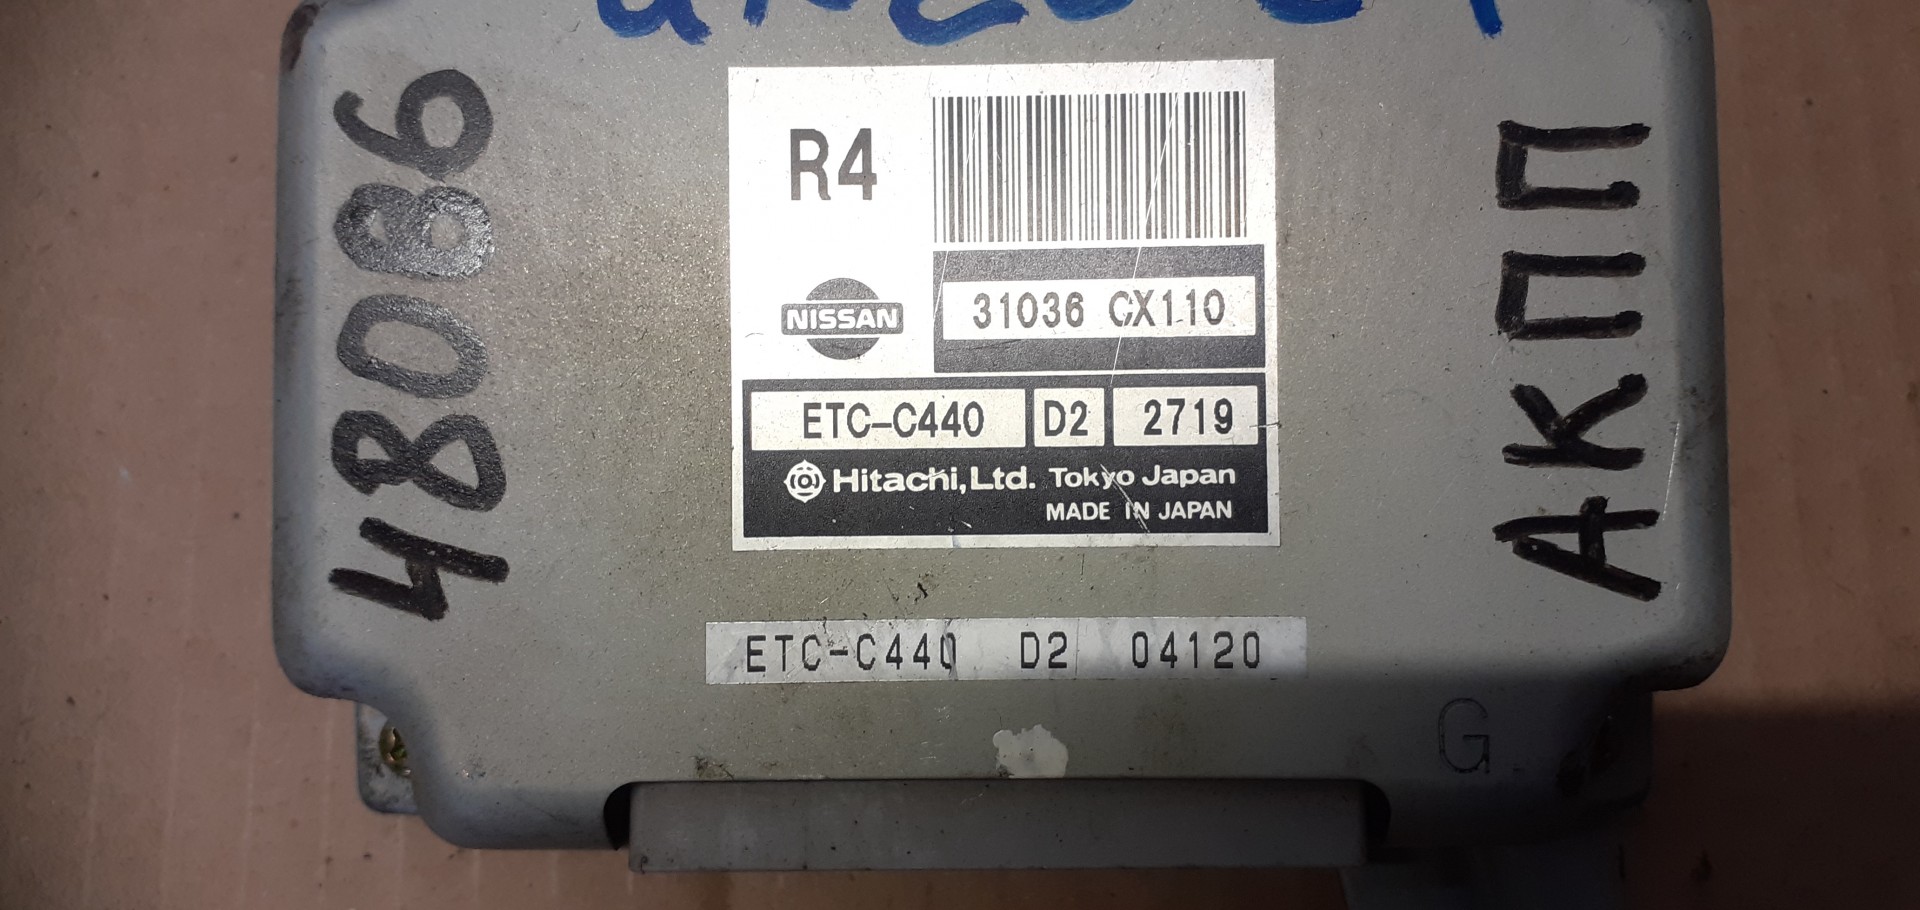 R4
NISSAN
31036 CX110
ETC-C440 D2 2719
Hitachi,Ltd. Tokyo Japan
MADE IN JAPAN
ETC-C440 D2 04120
G
480B6
АКПП